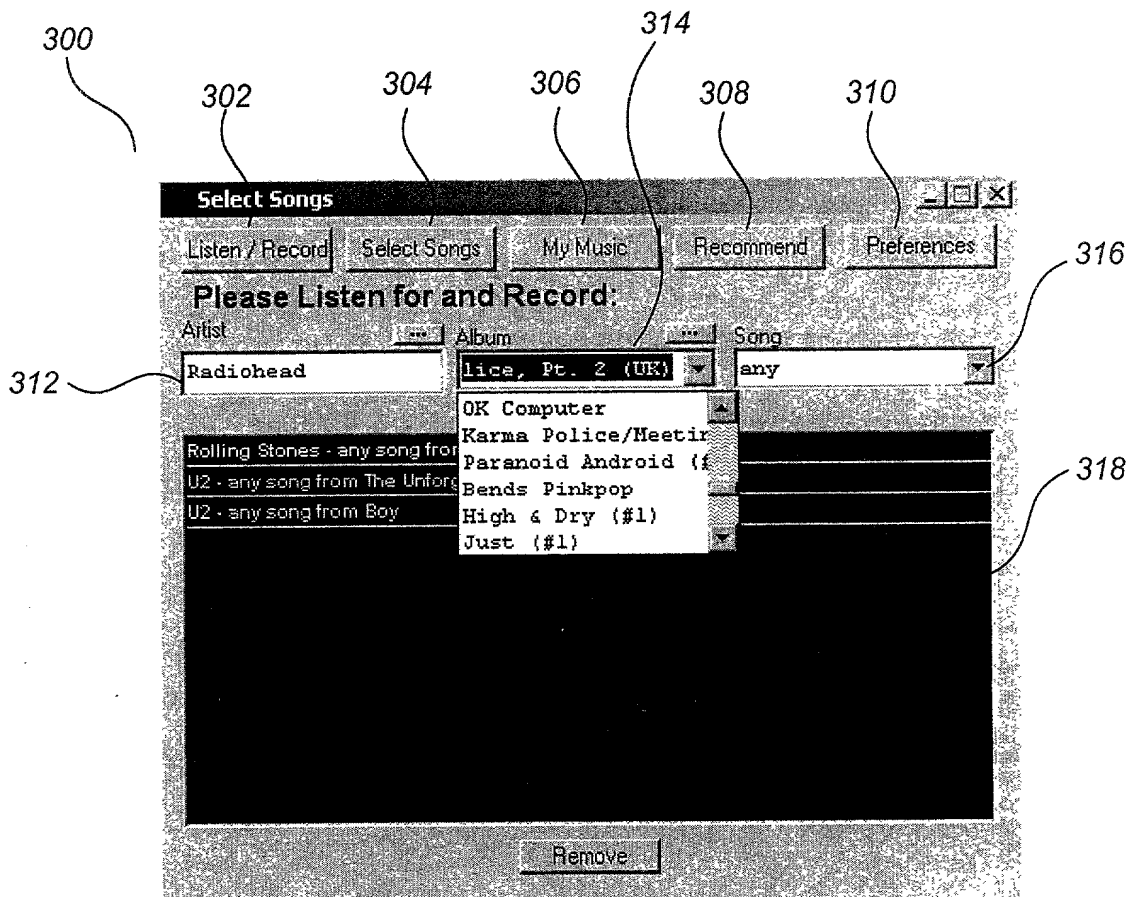 314
300
302 304 306 308 310
Select Songs
Listen / Record Select Songs My Music Recommend Preferences
316
Please Listen for and Record:
Artist ... Album ... Song
312 Radiohead lice, Pt. 2 (UK) any
OK Computer
Karma Police/Meetin
Paranoid Android (
Bends Pinkpop
High & Dry (#1)
Just (#1)
Rolling Stones - any song from
U2 - any song from The Unforg
U2 - any song from Boy
318
Remove